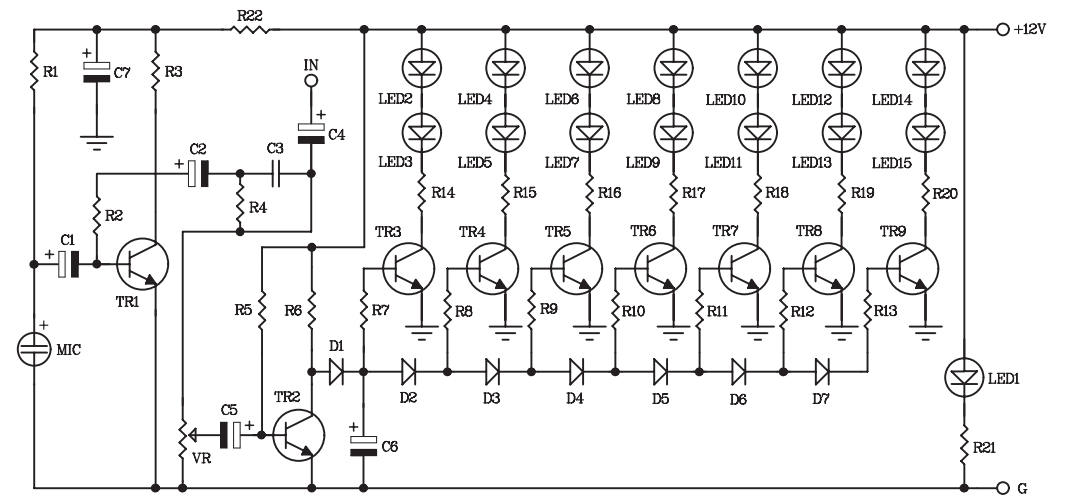 R22
+12V
R1
+
C7
R3
IN
+
C4
LED2
LED4
LED6
LED8
LED10
LED12
LED14
LED3
LED5
LED7
LED9
LED11
LED13
LED15
C2
+
C3
R4
R2
R14
R15
R16
R17
R18
R19
R20
C1
+
TR1
TR3
TR4
TR5
TR6
TR7
TR8
TR9
R5
R6
R7
R8
R9
R10
R11
R12
R13
+
MIC
D1
D2
D3
D4
D5
D6
D7
LED1
TR2
C5
+
VR
+
C6
R21
G